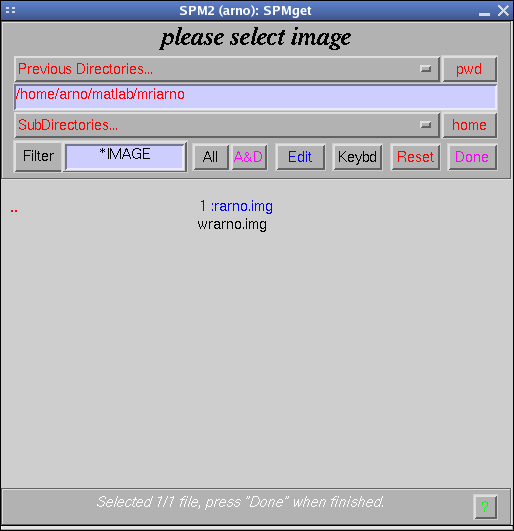 SPM2 (arno): SPMget
please select image
Previous Directories... pwd
/home/arno/matlab/mriarno
SubDirectories... home
Filter *IMAGE All A&D Edit Keybd Reset Done
.. 1 :rarno.img
wrarno.img
Selected 1/1 file, press "Done" when finished. ?